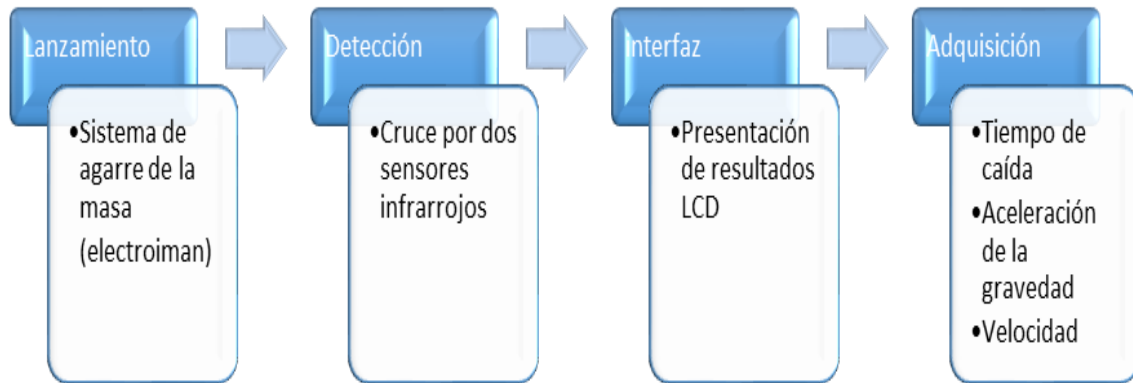 Lanzamiento
•Sistema de
agarre de la
masa
(electroiman)
Detección
•Cruce por dos
sensores
infrarrojos
Interfaz
•Presentación
de resultados
LCD
Adquisición
•Tiempo de
caída
•Aceleración
de la
gravedad
•Velocidad